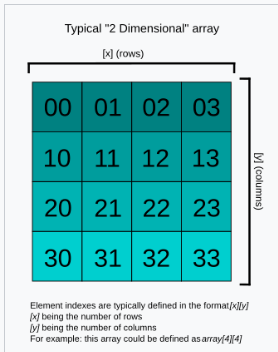 Typical "2 Dimensional" array
[x] (rows)
00 01 02 03
10 11 12 13
20 21 22 23
30 31 32 33
[y] (columns)
Element indexes are typically defined in the format [x][y]
[x] being the number of rows
[y] being the number of columns
For example: this array could be defined as array[4][4]